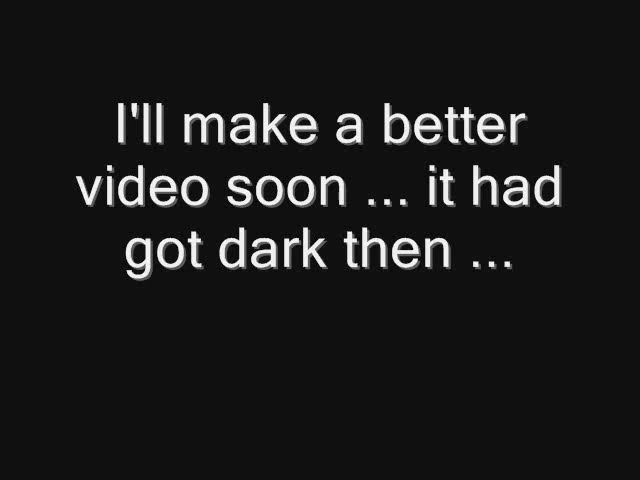 I'll make a better
video soon ... it had
got dark then ...